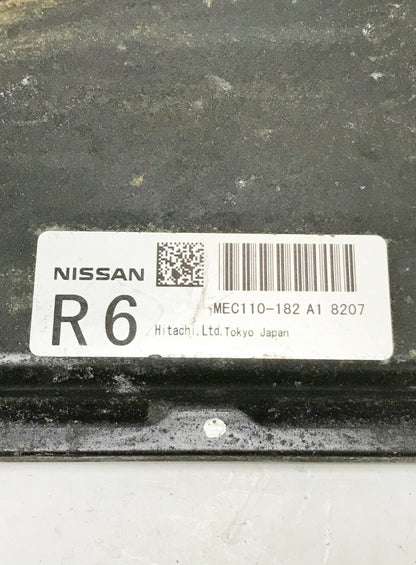 NISSAN
R6
MEC110-182 A1 8207
Hitachi,Ltd.Tokyo Japan